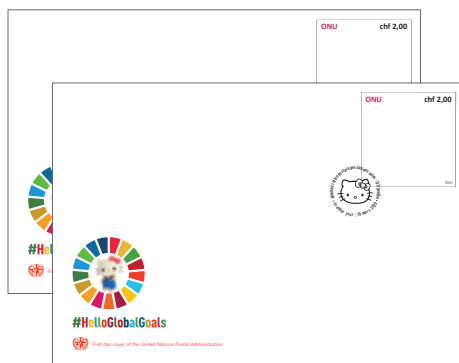 ONU chf 2,00
ONU chf 2,00
#He
Fi
#HelloGlobalGoals
First day cover of the United Nations Postal Administration